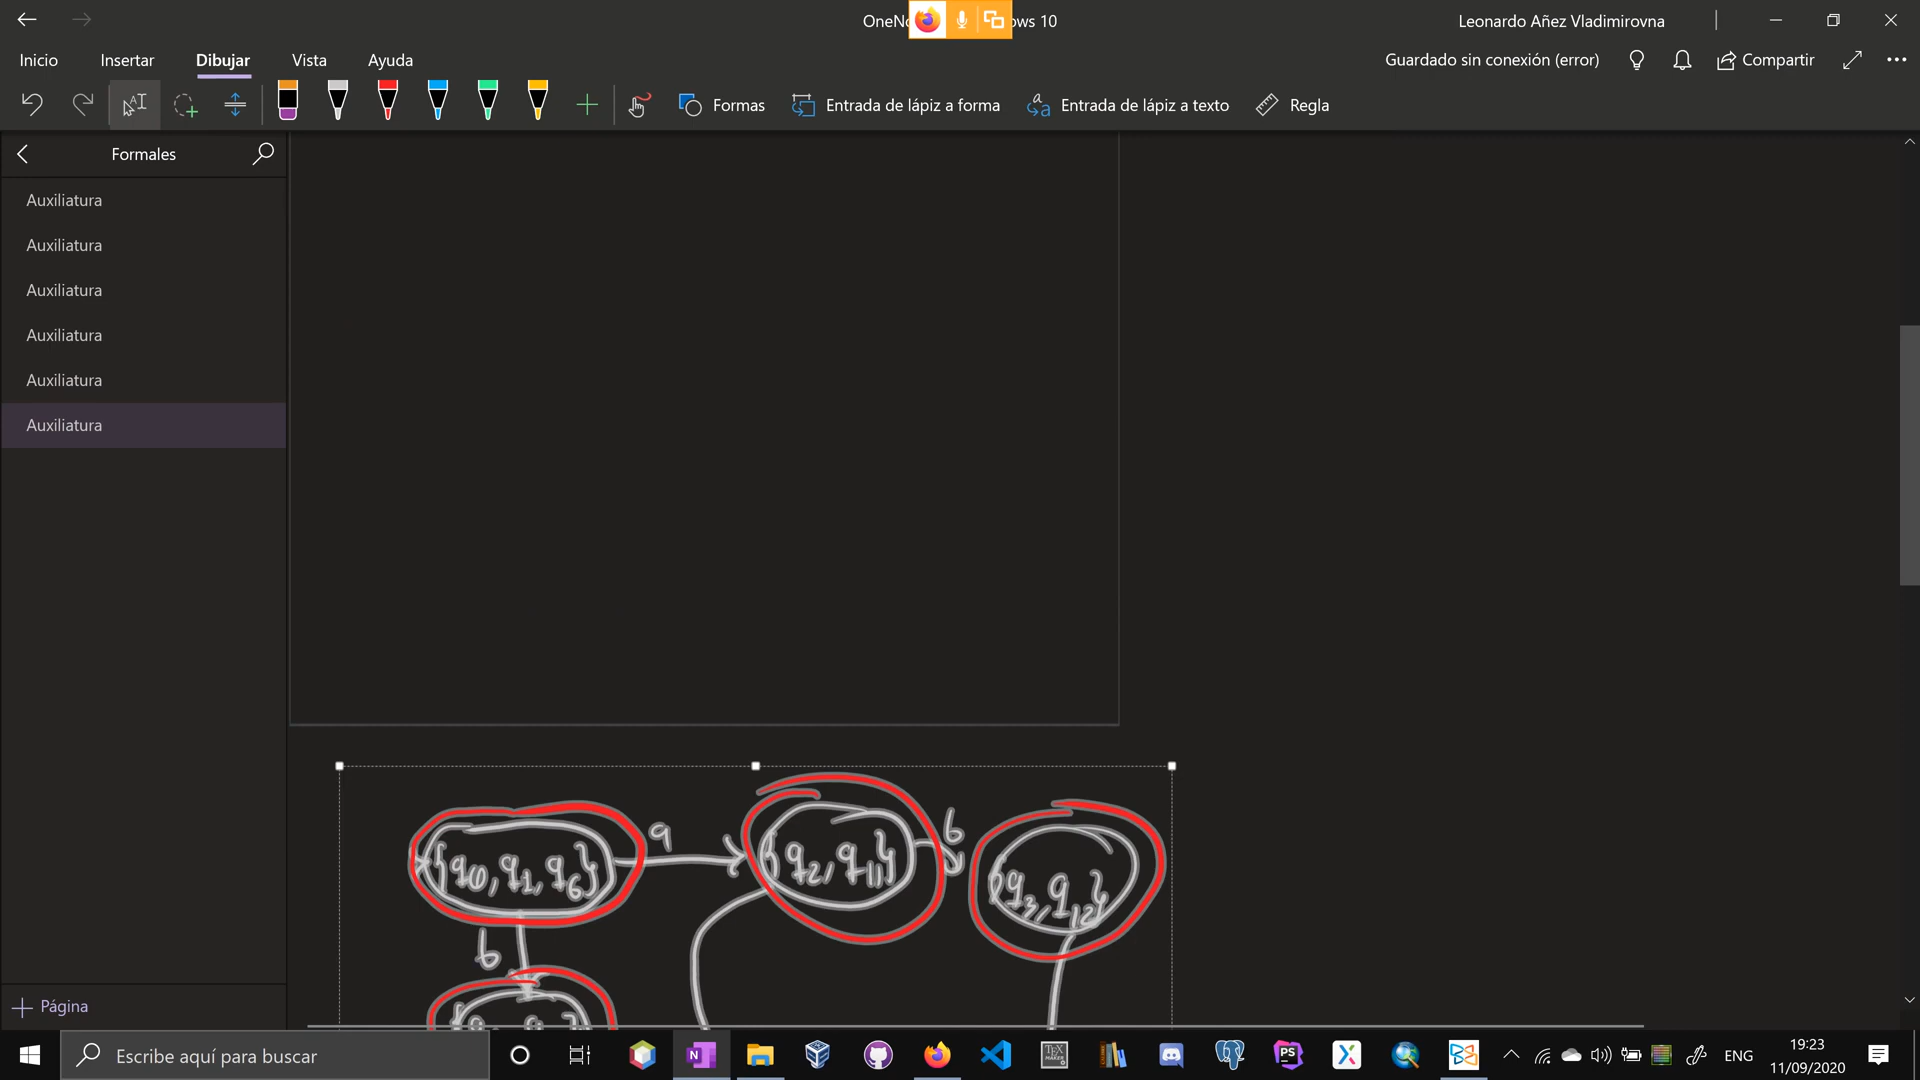 OneNo
ows 10
Leonardo Añez Vladimirovna
Inicio
Insertar
Dibujar
Vista
Ayuda
Guardado sin conexión (error)
Compartir
Formas
Entrada de lápiz a forma
Entrada de lápiz a texto
Regla
Formales
Auxiliatura
Auxiliatura
Auxiliatura
Auxiliatura
Auxiliatura
Auxiliatura
a
b
{q0, q1, q6}
{q2, q11}
{q3, q12}
b
Página
Escribe aquí para buscar
ENG
19:23
11/09/2020